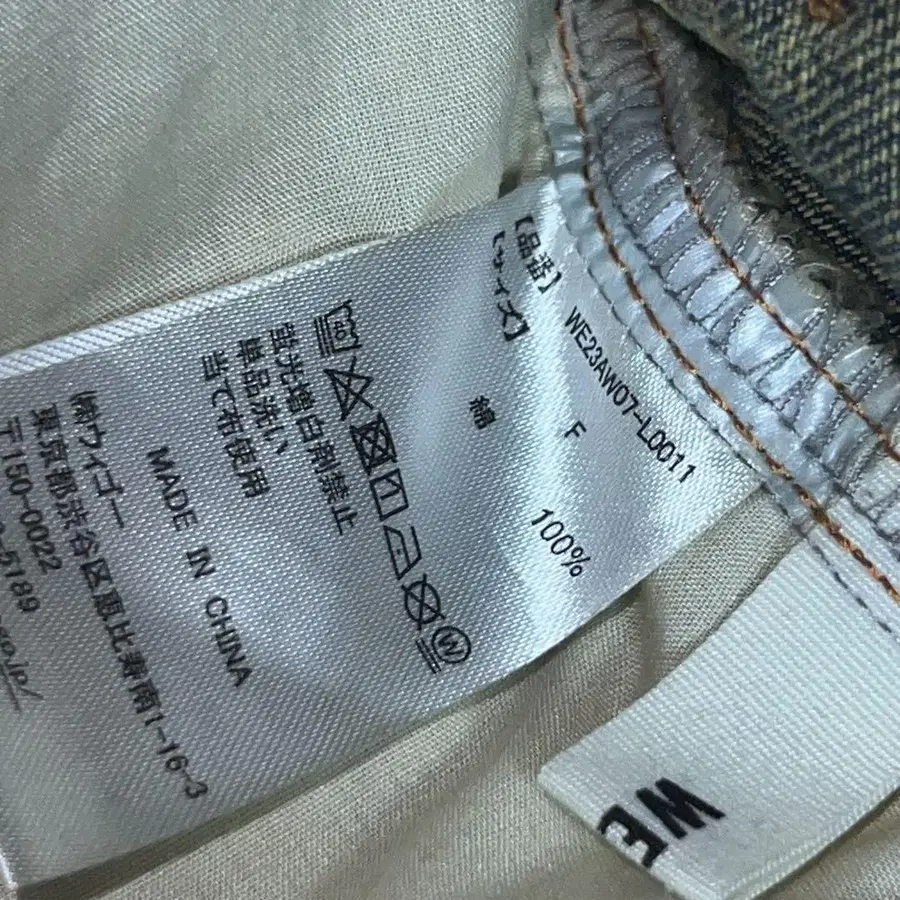 【品番】 WE23AW07-L0011
【サイズ】 F
綿 100%
蛍光増白剤禁止
単品洗い
当て布使用
MADE IN CHINA
㈱ウィゴー
東京都渋谷区恵比寿南1-16-3
〒150-0022
-5189
.jp/
W
WE